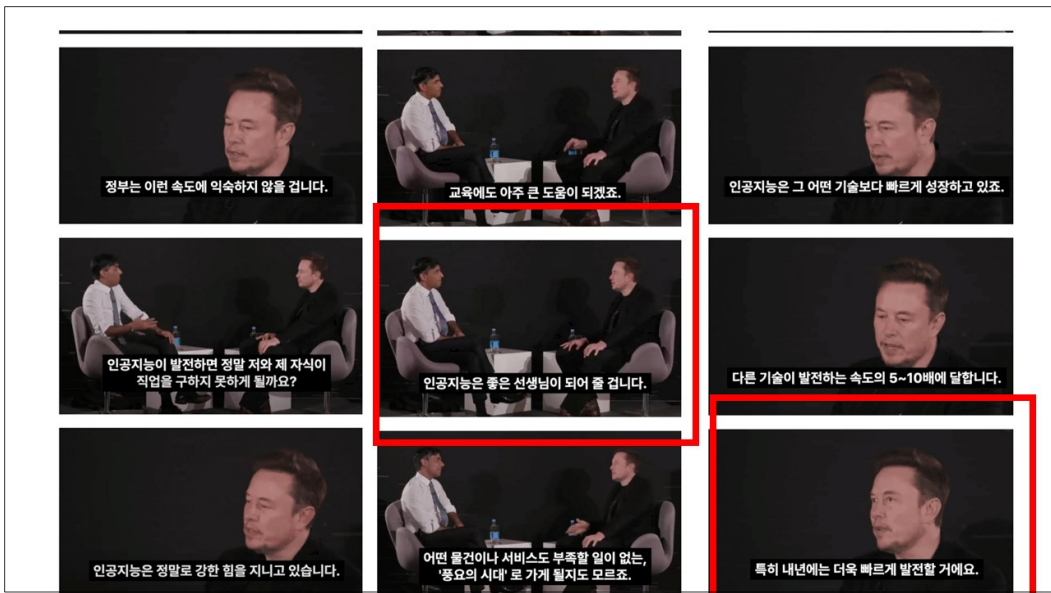 정부는 이런 속도에 익숙하지 않을 겁니다.
인공지능이 발전하면 정말 저와 제 자식이
직업을 구하지 못하게 될까요?
인공지능은 정말로 강한 힘을 지니고 있습니다.
교육에도 아주 큰 도움이 되겠죠.
인공지능은 좋은 선생님이 되어 줄 겁니다.
어떤 물건이나 서비스도 부족할 일이 없는,
'풍요의 시대' 로 가게 될지도 모르죠.
인공지능은 그 어떤 기술보다 빠르게 성장하고 있죠.
다른 기술이 발전하는 속도의 5~10배에 달합니다.
특히 내년에는 더욱 빠르게 발전할 거에요.